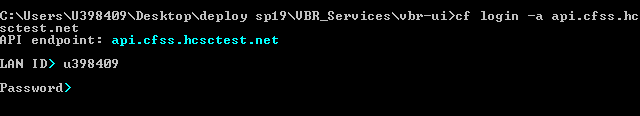 C:\Users\U398409\Desktop\deploy sp19\VBR_Services\vbr-ui>cf login -a api.cfss.hc
sctest.net
API endpoint: api.cfss.hcsctest.net
LAN ID> u398409
Password>